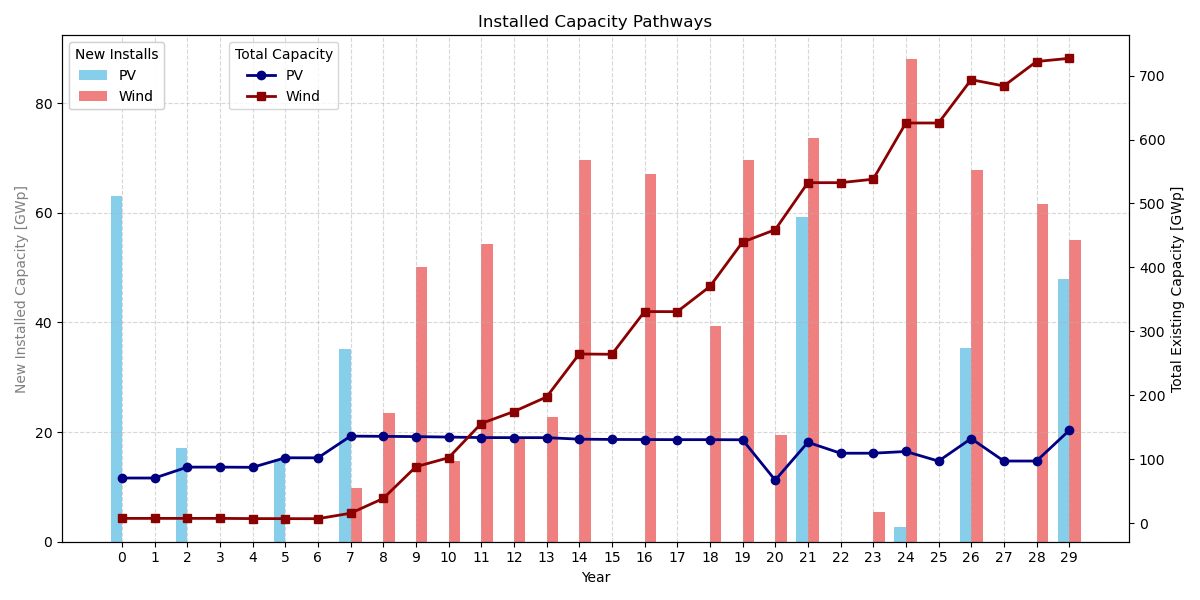 Installed Capacity Pathways
New Installs
PV
Wind
Total Capacity
PV
Wind
New Installed Capacity [GWp]
80
60
40
20
0
Total Existing Capacity [GWp]
700
600
500
400
300
200
100
0
0 1 2 3 4 5 6 7 8 9 10 11 12 13 14 15 16 17 18 19 20 21 22 23 24 25 26 27 28 29
Year